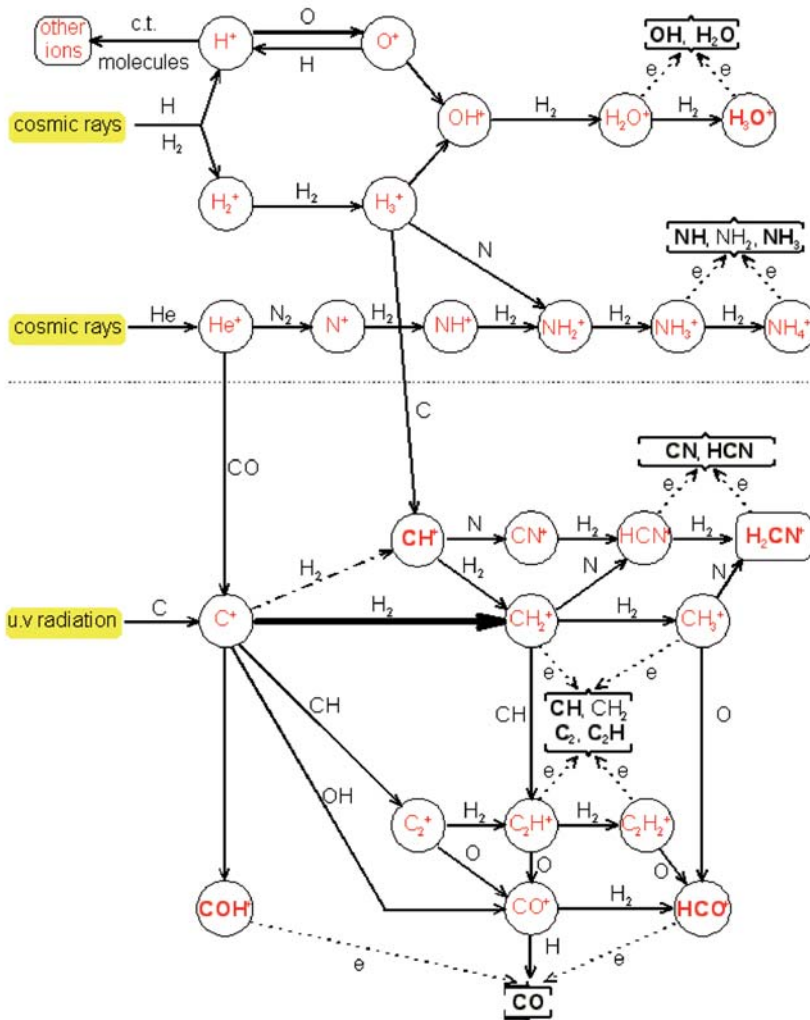 other ions
c.t.
molecules
H⁺
O
H
O⁺
OH, H₂O
e
e
cosmic rays
H
H₂
OH⁺
H₂
H₂O⁺
H₂
H₃O⁺
H₂⁺
H₂
H₃⁺
N
NH, NH₂, NH₃
e
e
cosmic rays
He
He⁺
N₂
N⁺
H₂
NH⁺
H₂
NH₂⁺
H₂
NH₃⁺
H₂
NH₄⁺
C
CO
CN, HCN
e
e
CH⁺
N
CN⁺
H₂
HCN⁺
H₂
H₂CN⁺
H₂
H₂
N
N
u.v radiation
C
C⁺
H₂
CH₂⁺
H₂
CH₃⁺
e
e
CH
CH
CH, CH₂
C₂, C₂H
O
e
e
OH
C₂⁺
H₂
C₂H⁺
H₂
C₂H₂⁺
O
O
O
COH⁺
CO⁺
H₂
HCO⁺
e
H
e
CO